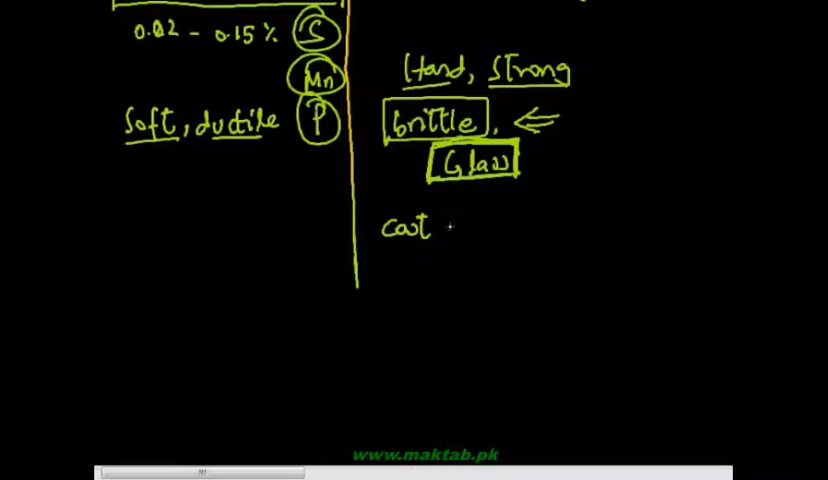 0.02 - 0.15 % S
Mn
Soft, ductile P
Hard, Strong
brittle, ⇐
Glass
cast
www.maktab.pk